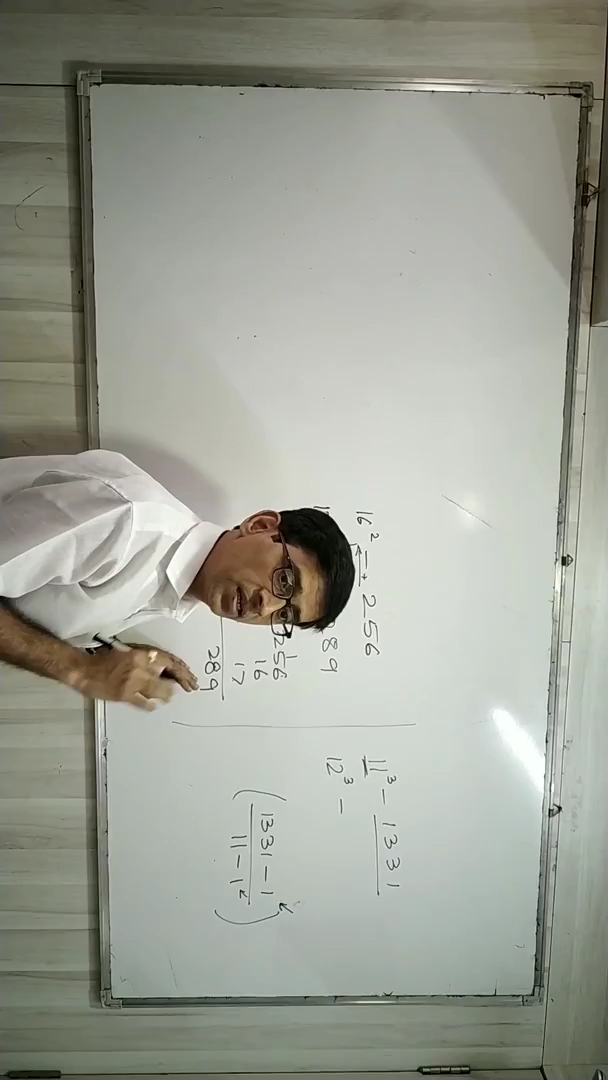 16² → 256
89
256
16
17
289
11³ - 1331
12³ -
(1331 - 1
11 - 1)